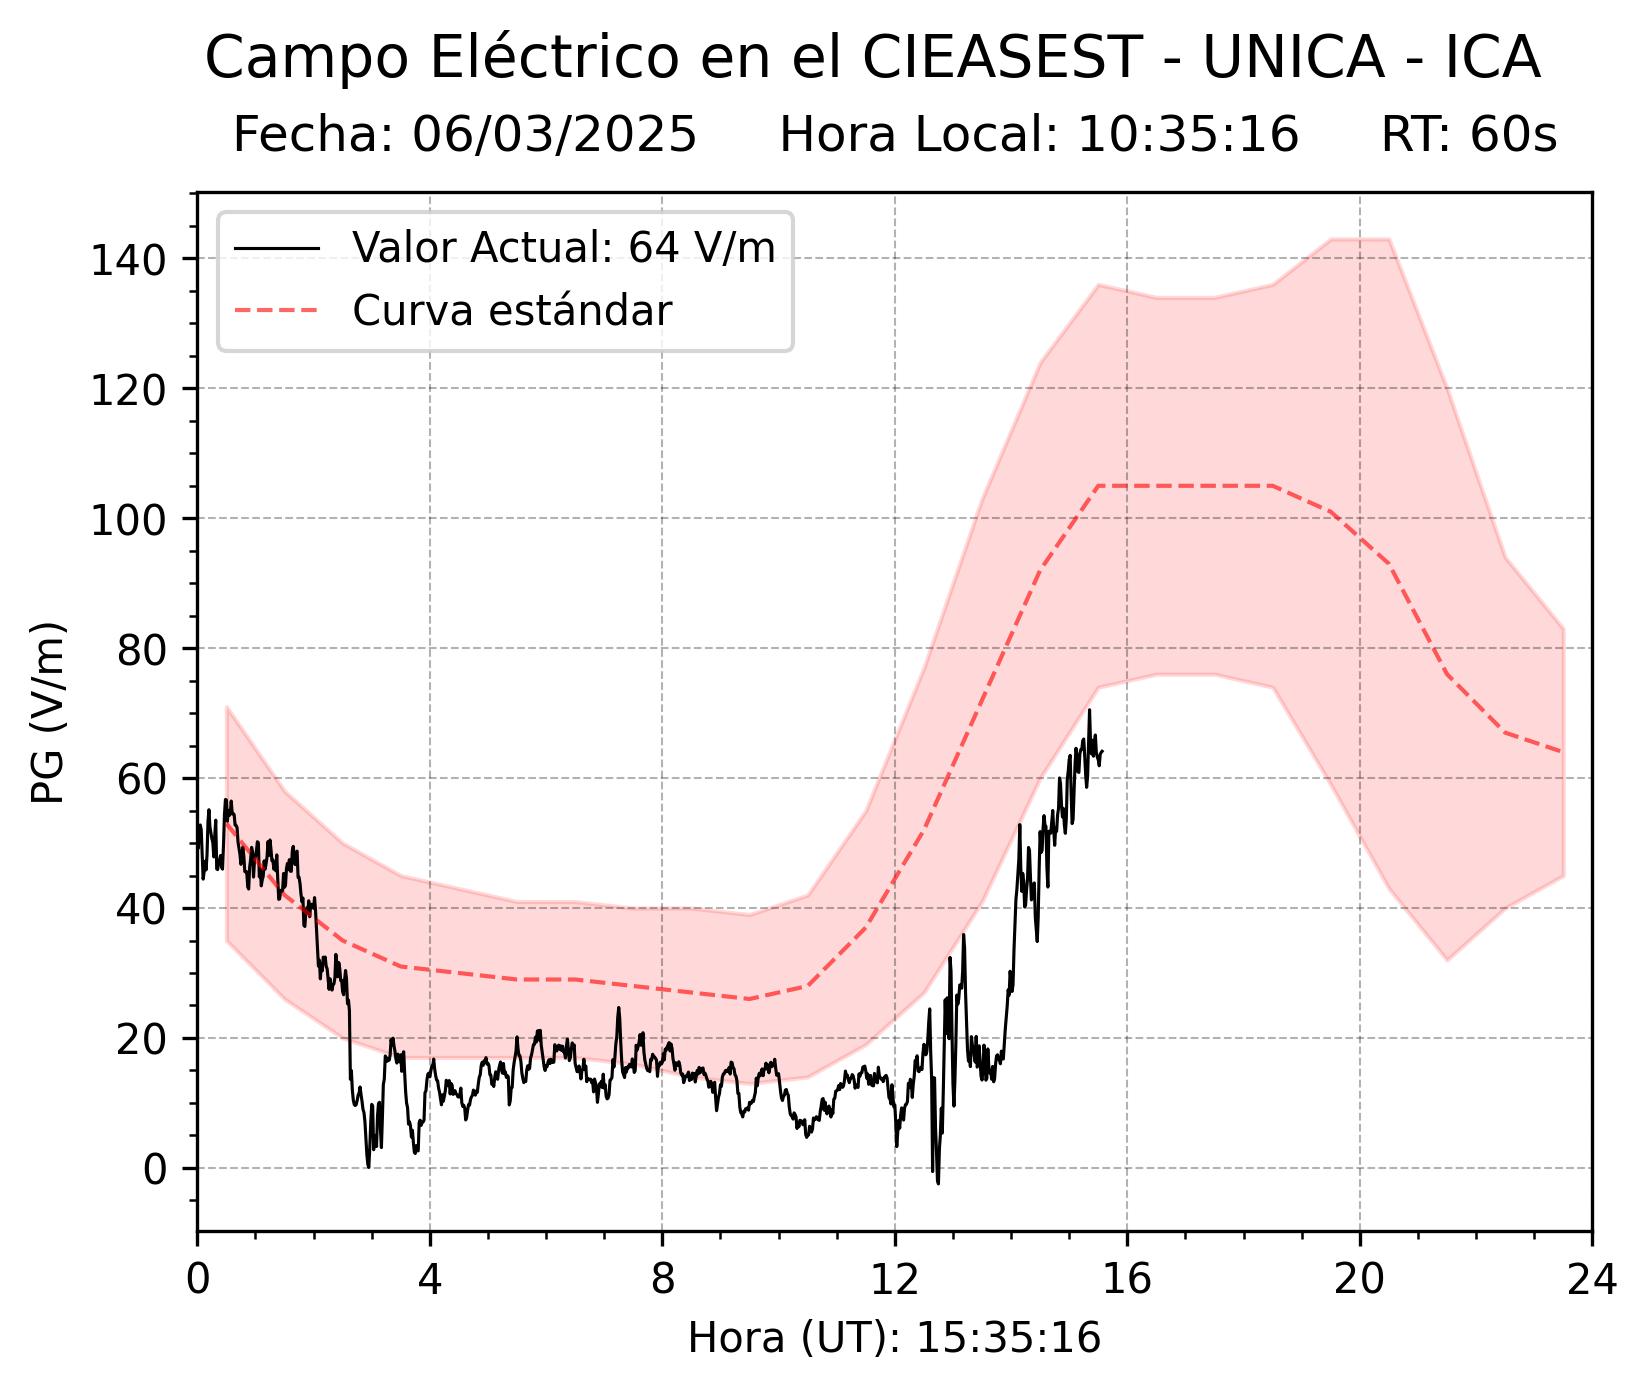 Campo Eléctrico en el CIEASEST - UNICA - ICA
Fecha: 06/03/2025 Hora Local: 10:35:16 RT: 60s
Valor Actual: 64 V/m
Curva estándar
140
120
100
80
60
40
20
0
PG (V/m)
0 4 8 12 16 20 24
Hora (UT): 15:35:16